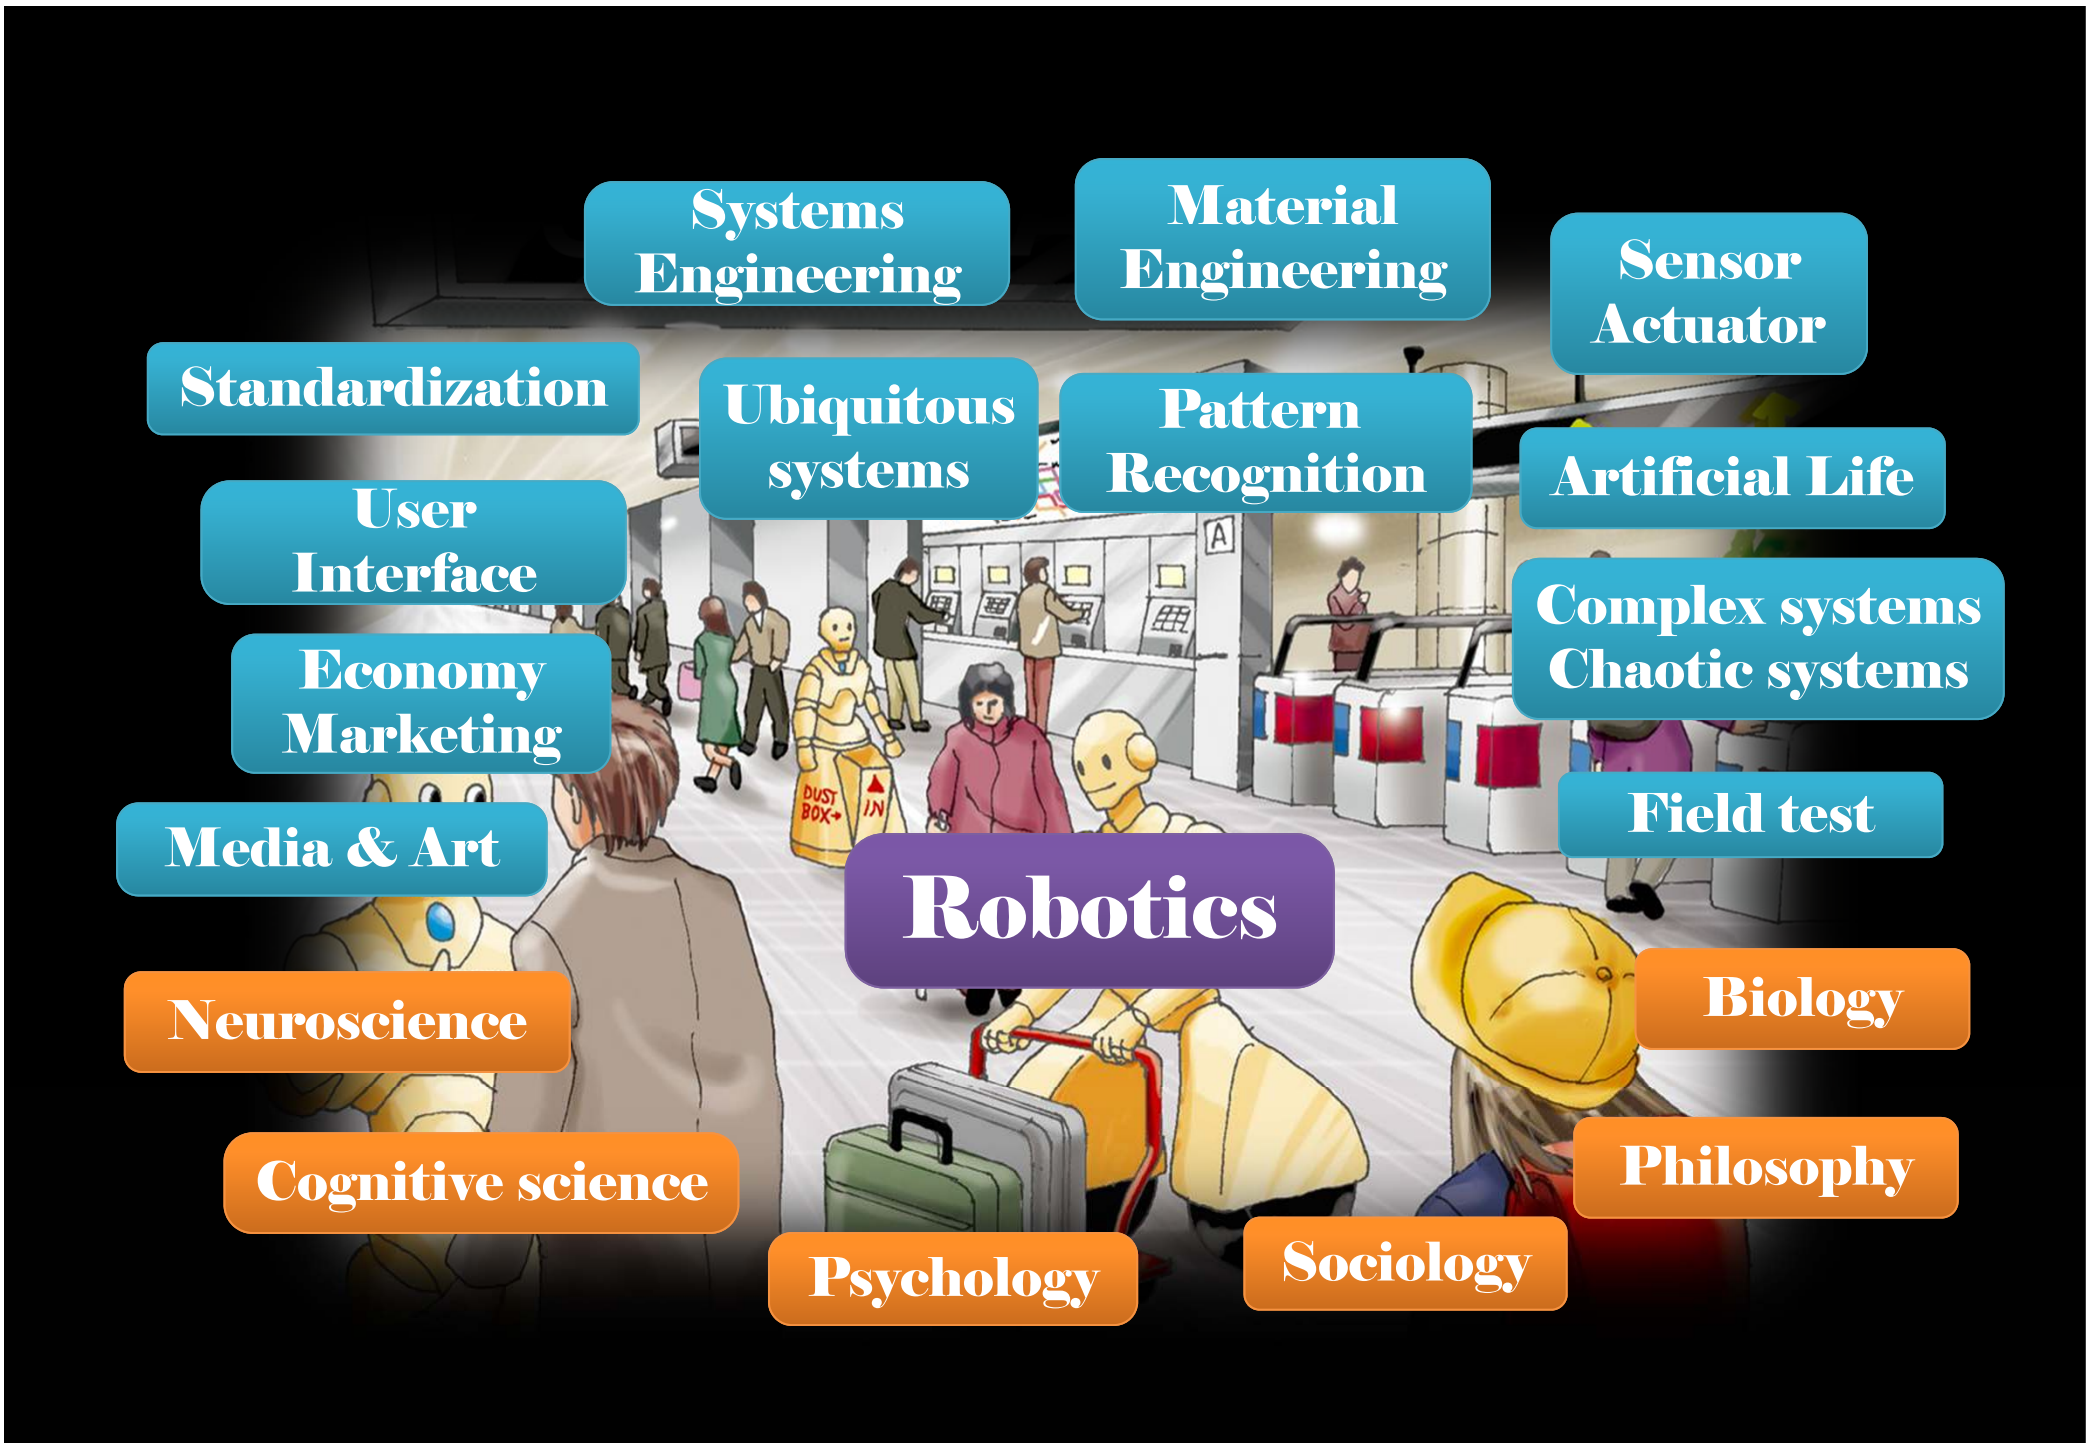 Systems
Engineering
Material
Engineering
Sensor
Actuator
Standardization
Ubiquitous
systems
Pattern
Recognition
Artificial Life
User
Interface
A
Complex systems
Chaotic systems
Economy
Marketing
DUST
BOX→
IN
Field test
Media & Art
Robotics
Neuroscience
Biology
Cognitive science
Philosophy
Psychology
Sociology